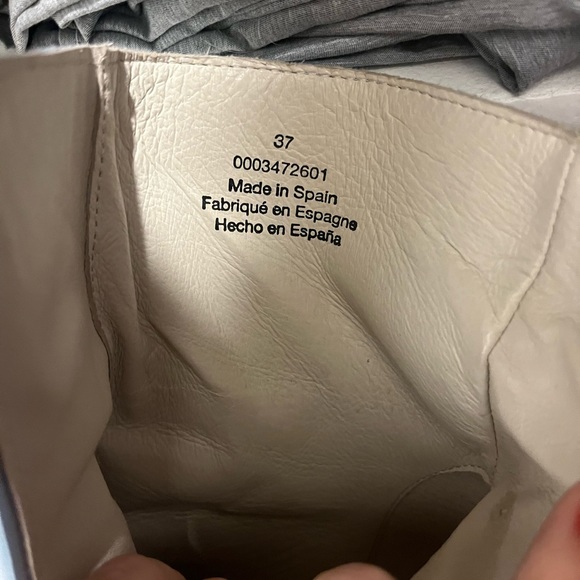 37
0003472601
Made in Spain
Fabriqué en Espagne
Hecho en España